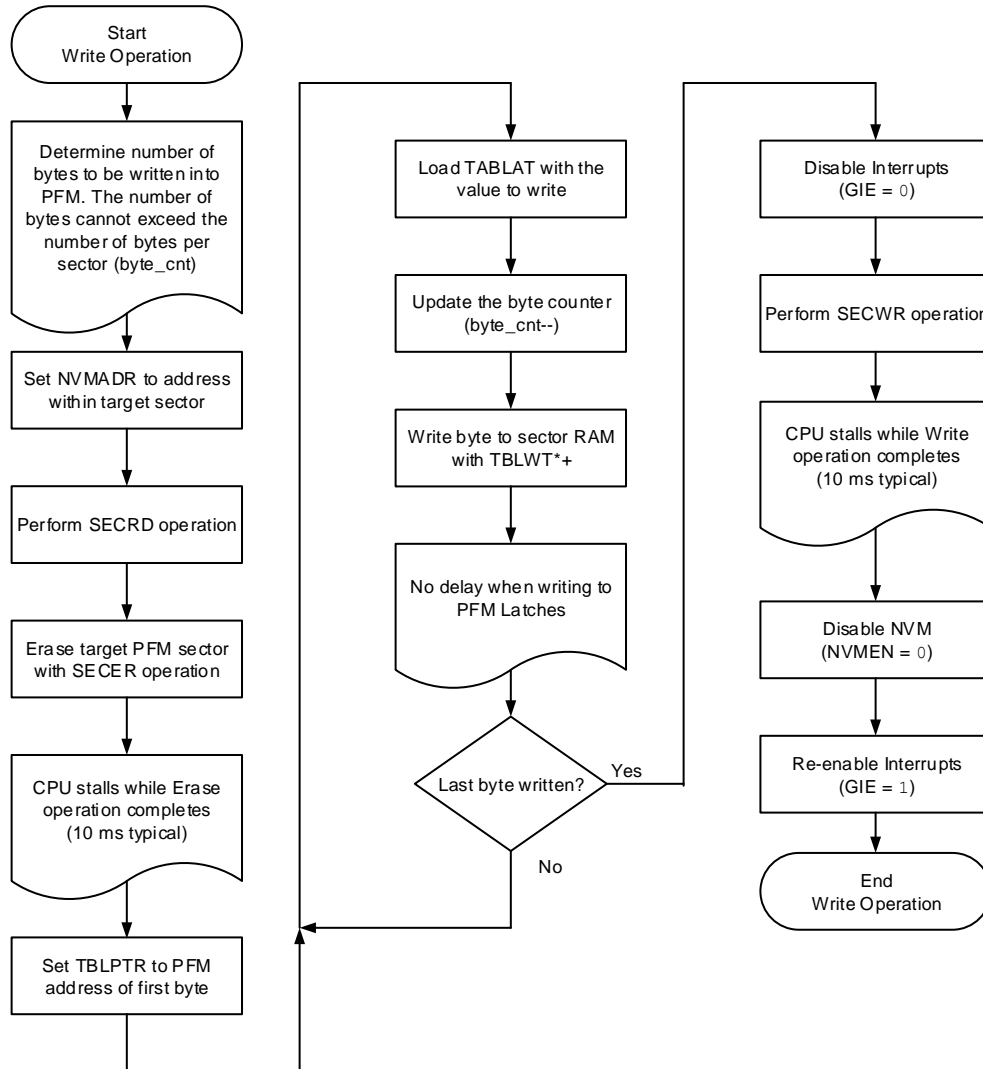 Start
Write Operation
Determine number of
bytes to be written into
PFM. The number of
bytes cannot exceed the
number of bytes per
sector (byte_cnt)
Set NVMADR to address
within target sector
Perform SECRD operation
Erase target PFM sector
with SECER operation
CPU stalls while Erase
operation completes
(10 ms typical)
Set TBLPTR to PFM
address of first byte
Load TABLAT with the
value to write
Update the byte counter
(byte_cnt--)
Write byte to sector RAM
with TBLWT*+
No delay when writing to
PFM Latches
Last byte written?
Yes
No
Disable Interrupts
(GIE = 0)
Perform SECWR operation
CPU stalls while Write
operation completes
(10 ms typical)
Disable NVM
(NVMEN = 0)
Re-enable Interrupts
(GIE = 1)
End
Write Operation